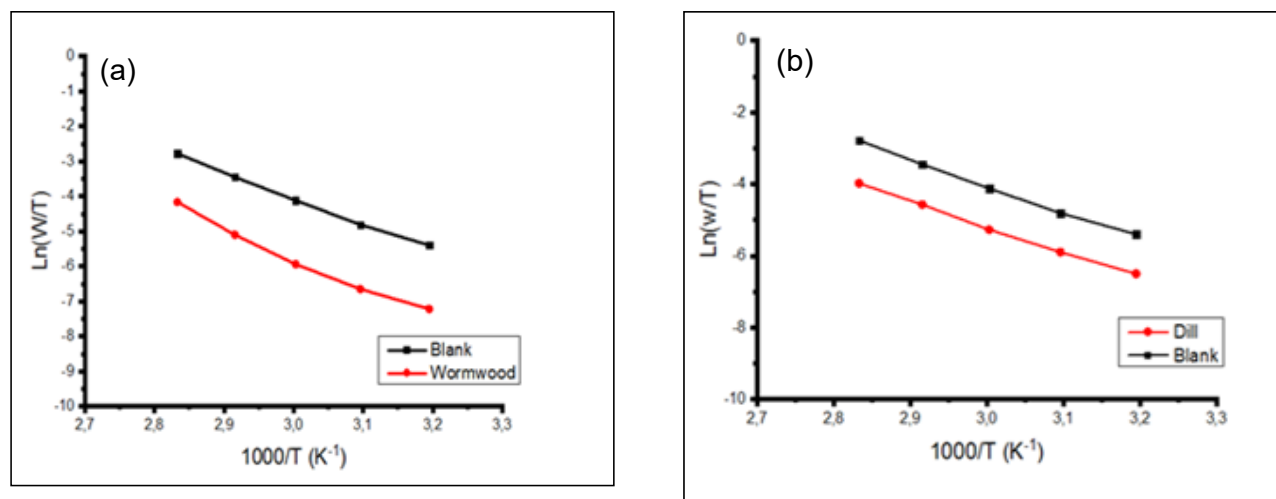 (a)
0
-1
-2
-3
-4
-5
-6
-7
-8
-9
-10
Ln(W/T)
Blank
Wormwood
2,7 2,8 2,9 3,0 3,1 3,2 3,3
1000/T (K⁻¹)
(b)
0
-2
-4
-6
-8
-10
Ln(w/T)
Dill
Blank
2,7 2,8 2,9 3,0 3,1 3,2 3,3
1000/T (K⁻¹)